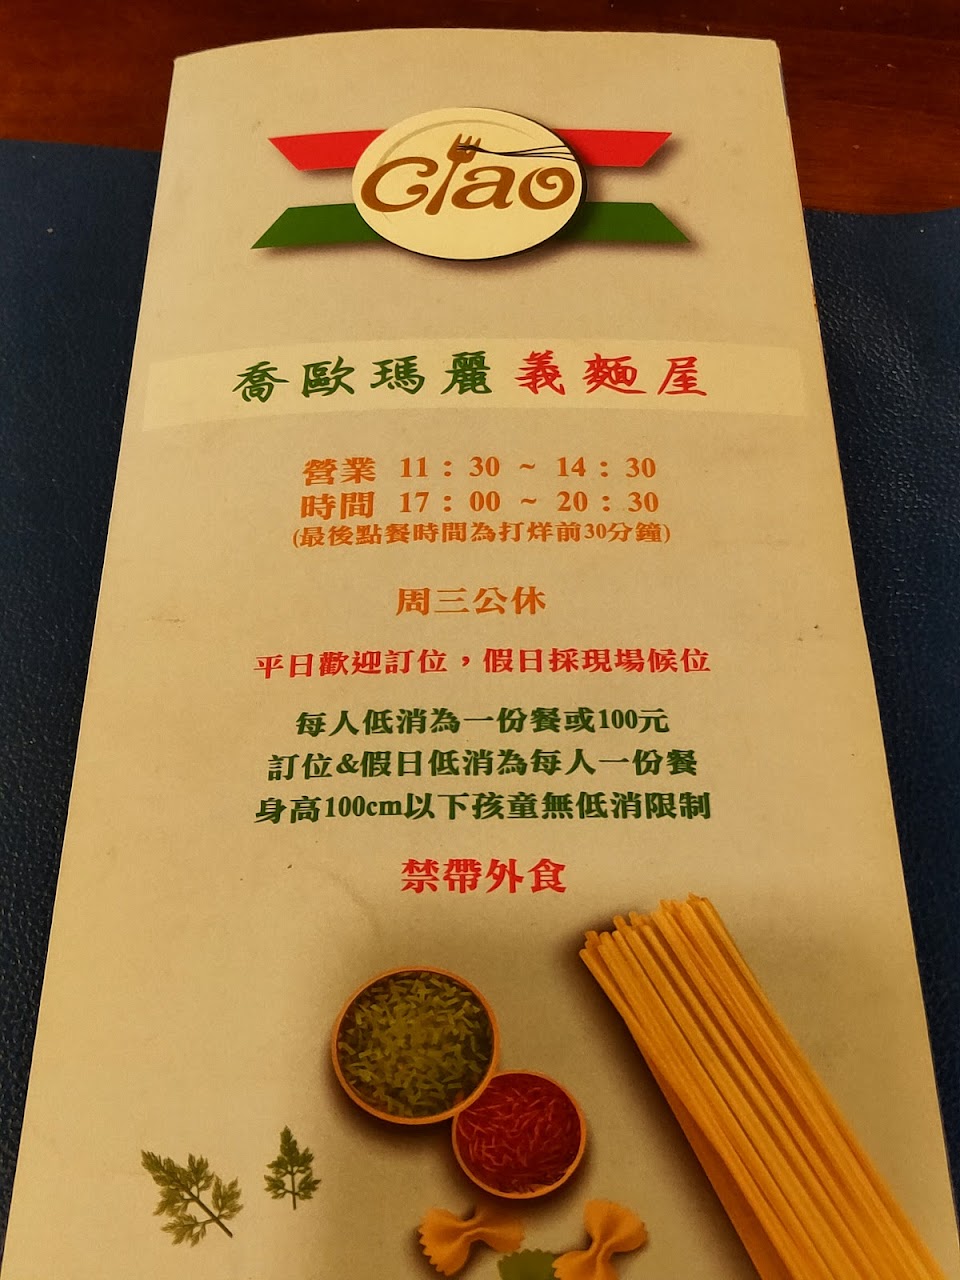 Ciao
喬歐瑪麗義麵屋
營業 11：30 ~ 14：30
時間 17：00 ~ 20：30
(最後點餐時間為打烊前30分鐘)
周三公休
平日歡迎訂位，假日採現場候位
每人低消為一份餐或100元
訂位&假日低消為每人一份餐
身高100cm以下孩童無低消限制
禁帶外食